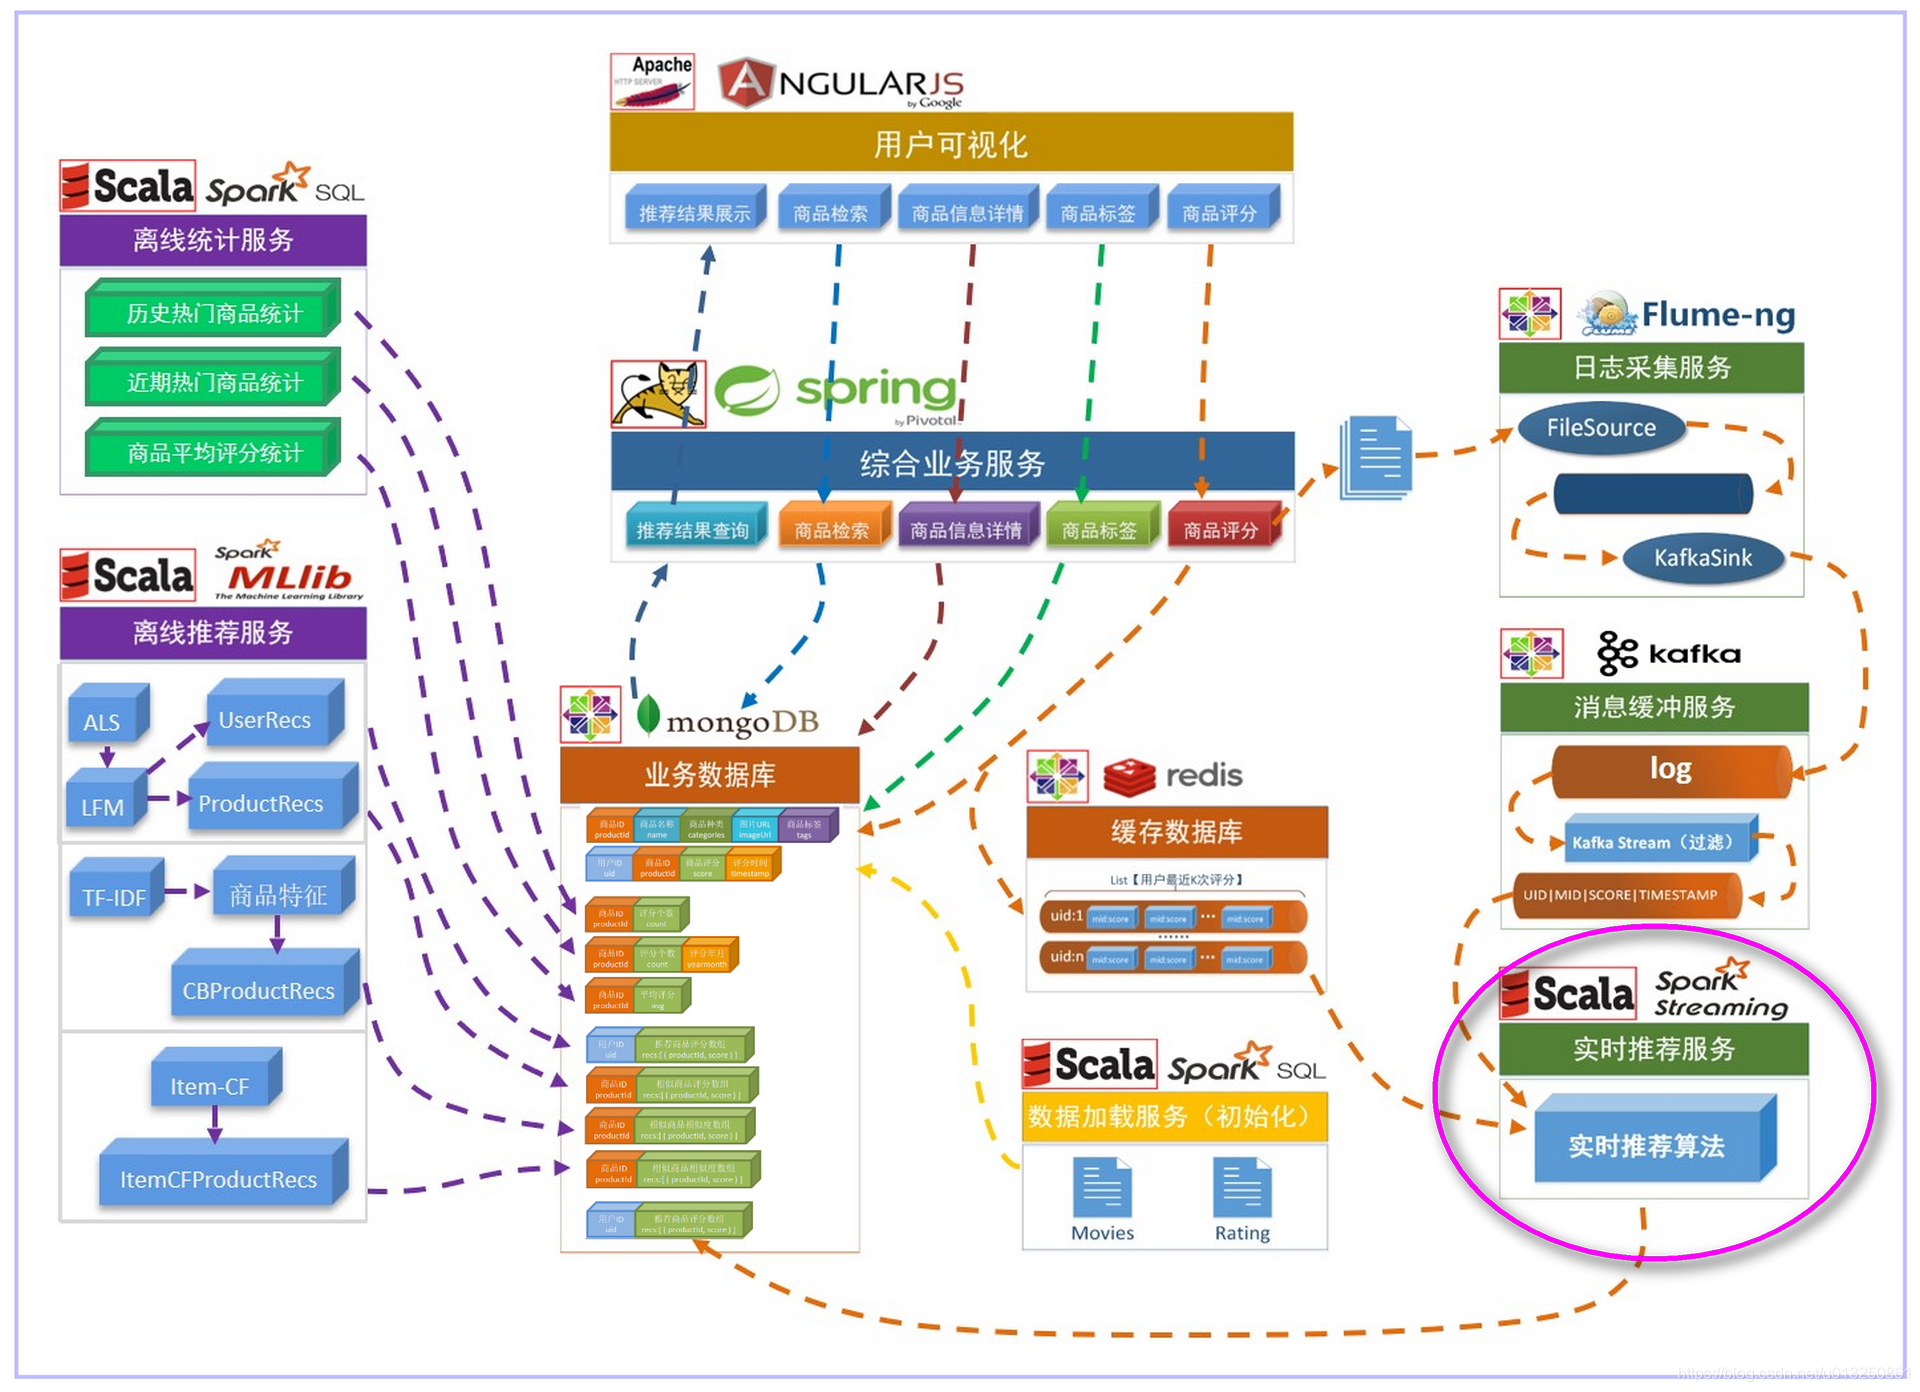 Apache
HTTP SERVER
ANGULARJS
by Google
用户可视化
推荐结果展示
商品检索
商品信息详情
商品标签
商品评分
Scala
Spark SQL
离线统计服务
历史热门商品统计
近期热门商品统计
商品平均评分统计
spring
by Pivotal
综合业务服务
推荐结果查询
商品检索
商品信息详情
商品标签
商品评分
FLUME
Flume-ng
日志采集服务
FileSource
KafkaSink
Scala
Spark
MLlib
The Machine Learning Library
离线推荐服务
ALS
UserRecs
LFM
ProductRecs
TF-IDF
商品特征
CBProductRecs
Item-CF
ItemCFProductRecs
mongoDB
业务数据库
商品ID
productId
商品名称
name
商品种类
categories
图片URL
imageUrl
商品标签
tags
用户ID
uid
商品ID
productId
商品评分
score
评分时间
timestamp
商品ID
productId
评分个数
count
商品ID
productId
评分个数
count
评分年月
yearmonth
商品ID
productId
平均评分
avg
用户ID
uid
推荐商品评分数组
recs:[ ( productId, score ) ]
商品ID
productId
相似商品评分数组
recs:[ ( productId, score ) ]
商品ID
productId
相似商品相似度数组
recs:[ ( productId, score ) ]
商品ID
productId
相似商品相似度数组
recs:[ ( productId, score ) ]
用户ID
uid
推荐商品评分数组
recs:[ ( productId, score ) ]
redis
缓存数据库
List【用户最近K次评分】
uid:1
mid:score
mid:score
···
mid:score
······
uid:n
mid:score
mid:score
···
mid:score
Scala
Spark SQL
数据加载服务（初始化）
Movies
Rating
kafka
消息缓冲服务
log
Kafka Stream（过滤）
UID|MID|SCORE|TIMESTAMP
Scala
Spark
Streaming
实时推荐服务
实时推荐算法